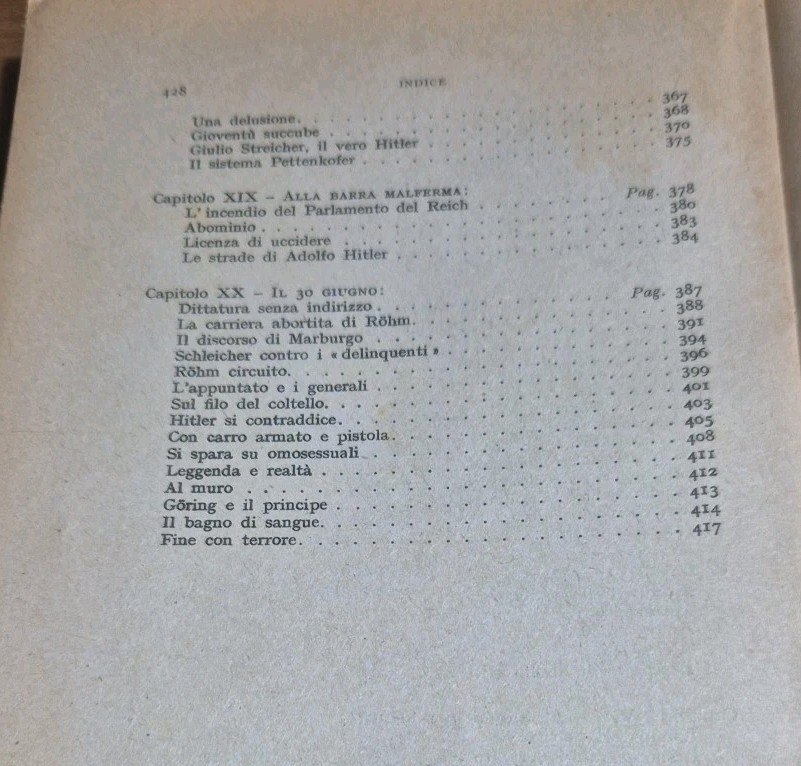 428 INDICE
Una delusione. . . . . . . . . . . . . . 367
Gioventù succube . . . . . . . . . . . . . 368
Giulio Streicher, il vero Hitler . . . . . . . . . 370
Il sistema Pettenkofer . . . . . . . . . . . . 375
Capitolo XIX – ALLA BARRA MALFERMA:
L'incendio del Parlamento del Reich . . . . . Pag. 378
Abominio . . . . . . . . . . . . . . . 380
Licenza di uccidere . . . . . . . . . . . . 383
Le strade di Adolfo Hitler . . . . . . . . . . 384
Capitolo XX – IL 30 GIUGNO:
Dittatura senza indirizzo . . . . . . . . . Pag. 387
La carriera abortita di Röhm. . . . . . . . . . 388
Il discorso di Marburgo . . . . . . . . . . . 391
Schleicher contro i « delinquenti » . . . . . . . . 394
Röhm circuito. . . . . . . . . . . . . . 396
L'appuntato e i generali . . . . . . . . . . . 399
Sul filo del coltello. . . . . . . . . . . . . 401
Hitler si contraddice. . . . . . . . . . . . . 403
Con carro armato e pistola. . . . . . . . . . . 405
Si spara su omosessuali . . . . . . . . . . . 408
Leggenda e realtà . . . . . . . . . . . . . 411
Al muro . . . . . . . . . . . . . . . 412
Göring e il principe . . . . . . . . . . . . 413
Il bagno di sangue. . . . . . . . . . . . . 414
Fine con terrore. . . . . . . . . . . . . . 417